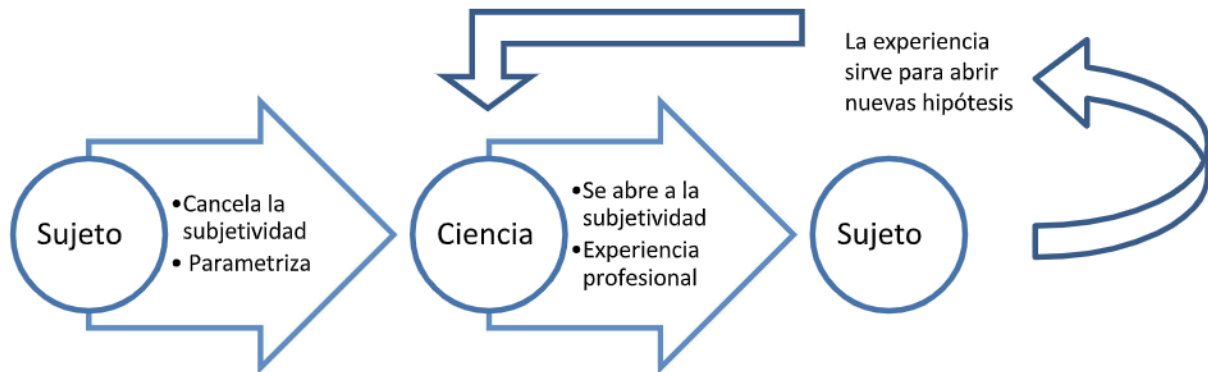 La experiencia
sirve para abrir
nuevas hipótesis
Sujeto
•Cancela la
subjetividad
• Parametriza
Ciencia
•Se abre a la
subjetividad
•Experiencia
profesional
Sujeto